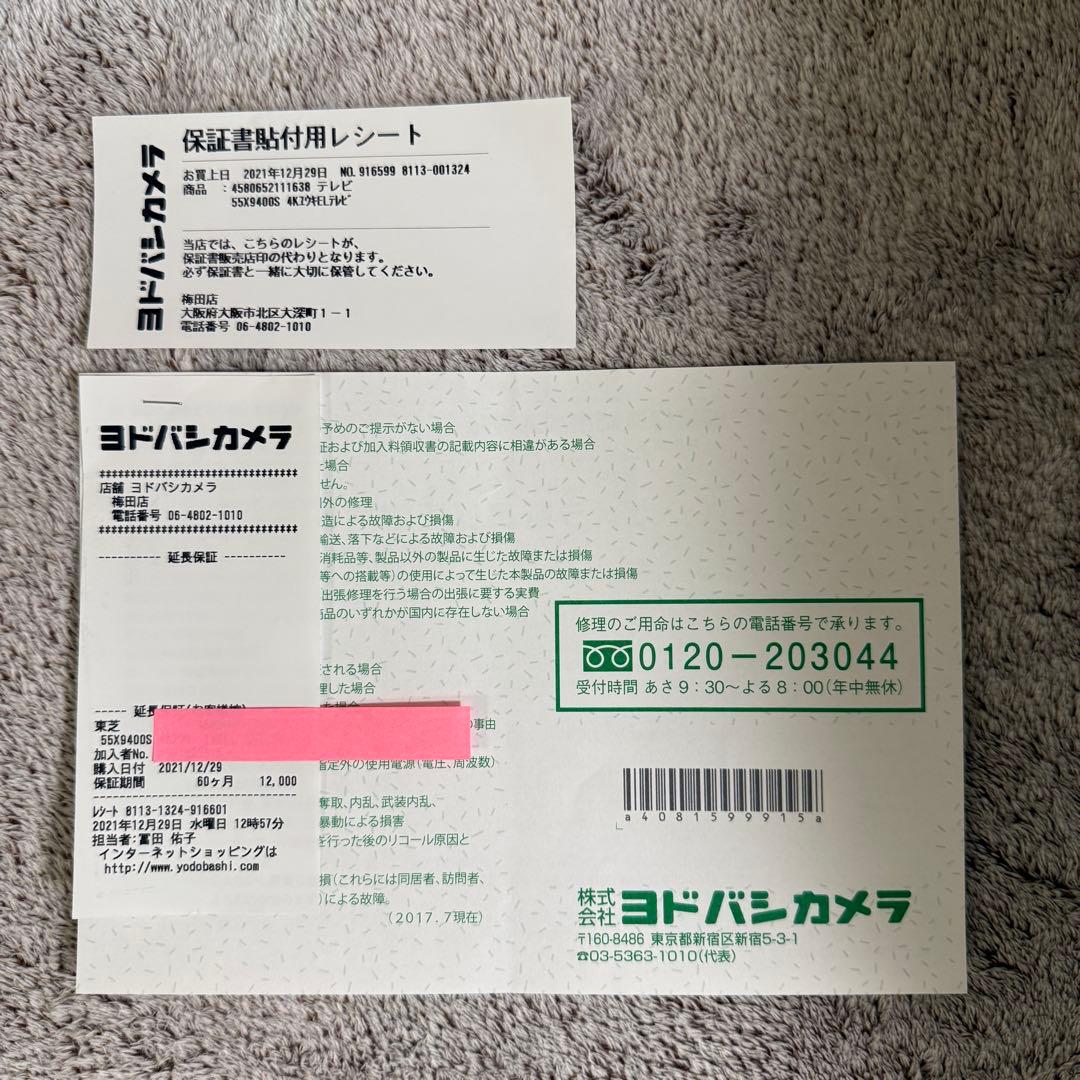 ヨドバシカメラ
保証書貼付用レシート
お買上日 2021年12月29日 NO.916599 8113-001324
商品 :4580652111638 テレビ
55X9400S 4KユウキELテレビ
当店では、こちらのレシートが、
保証書販売店印の代わりとなります。
必ず保証書と一緒に大切に保管してください。
梅田店
大阪府大阪市北区大深町1-1
電話番号 06-4802-1010
ヨドバシカメラ
**********************************
店舗 ヨドバシカメラ
梅田店
電話番号 06-4802-1010
**********************************
----------- 延長保証 -----------
東芝
55X9400S
加入者No.
購入日付 2021/12/29
保証期間 60ヶ月 12,000
レシート 8113-1324-916601
2021年12月29日 水曜日 12時57分
担当者:冨田 佑子
インターネットショッピングは
http://www.yodobashi.com
予めのご提示がない場合
証および加入料領収書の記載内容に相違がある場合
場合
せん。
外の修理
造による故障および損傷
輸送、落下などによる故障および損傷
消耗品等、製品以外の製品に生じた故障または損傷
等への搭載等)の使用によって生じた本製品の故障または損傷
出張修理を行う場合の出張に要する実費
商品のいずれかが国内に存在しない場合
される場合
理した場合
の事由
指定外の使用電源(電圧、周波数)
奪取、内乱、武装内乱、
暴動による損害
を行った後のリコール原因と
損(これらには同居者、訪問者、
)による故障。
(2017.7現在)
修理のご用命はこちらの電話番号で承ります。
0120-203044
受付時間 あさ9:30~よる8:00(年中無休)
a4081599915a
株式会社 ヨドバシカメラ
〒160-8486 東京都新宿区新宿5-3-1
☎03-5363-1010(代表)